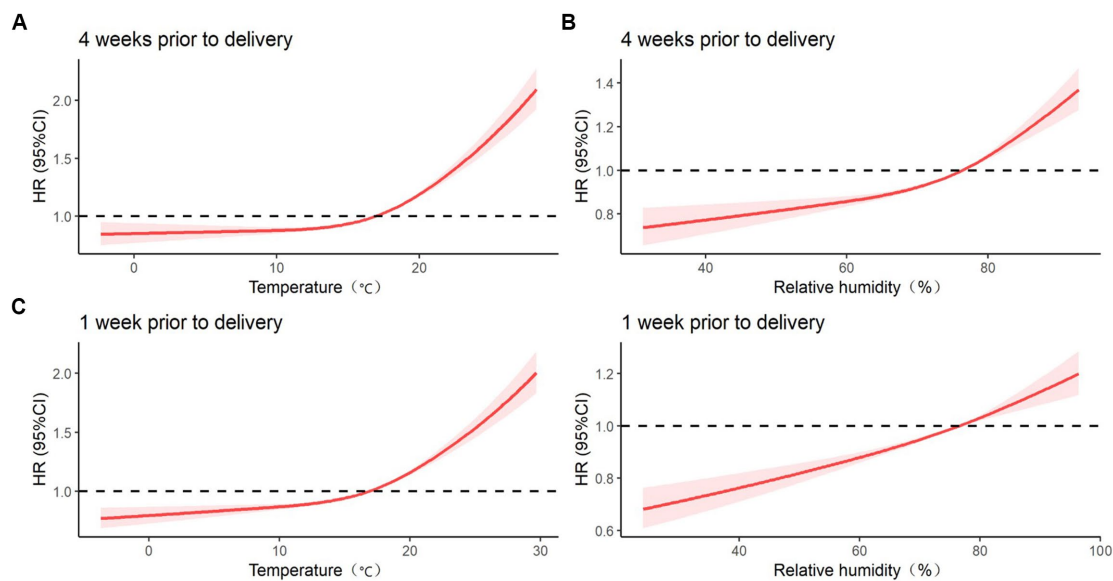 A
4 weeks prior to delivery
HR (95%CI)
2.0
1.5
1.0
0
10
20
Temperature（℃）
B
4 weeks prior to delivery
HR (95%CI)
1.4
1.2
1.0
0.8
40
60
80
Relative humidity（%）
C
1 week prior to delivery
HR (95%CI)
2.0
1.5
1.0
0
10
20
30
Temperature（℃）
1 week prior to delivery
HR (95%CI)
1.2
1.0
0.8
0.6
40
60
80
100
Relative humidity（%）